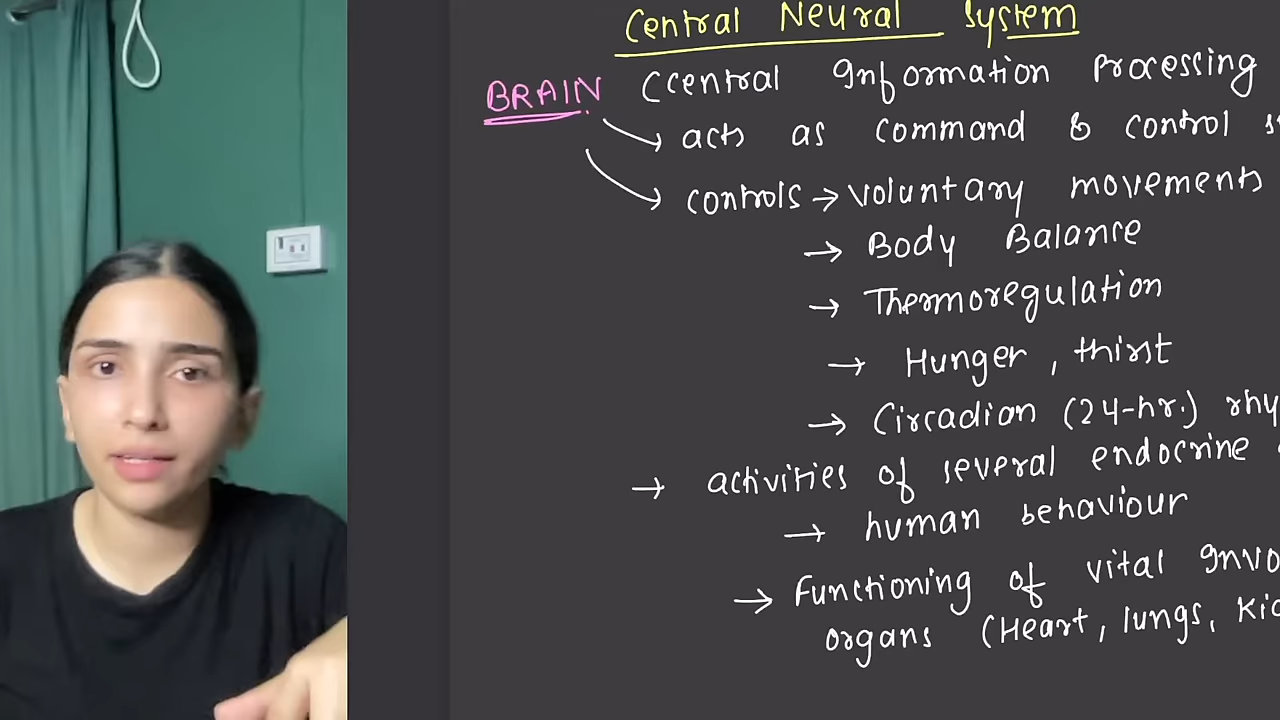 Central Neural System
BRAIN (Central Information Processing
→ acts as command & control
→ controls → voluntary movements
→ Body Balance
→ Thermoregulation
→ Hunger, thirst
→ Circadian (24-hr.)
→ activities of several endocrine
→ human behaviour
→ Functioning of vital
organs (Heart, lungs,